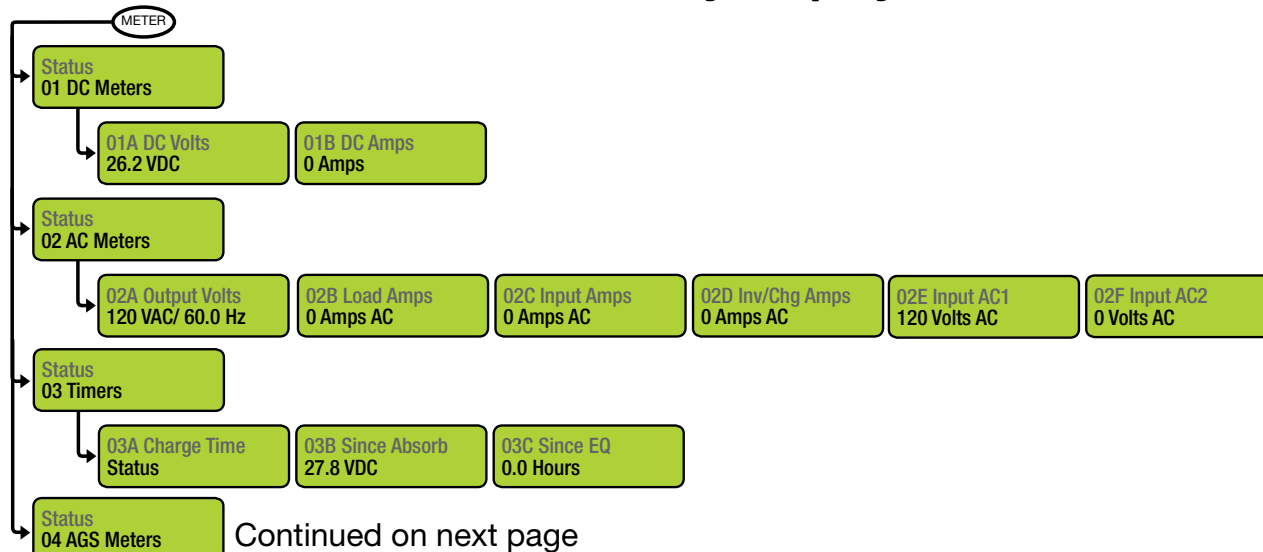 METER
Status
01 DC Meters
01A DC Volts
26.2 VDC
01B DC Amps
0 Amps
Status
02 AC Meters
02A Output Volts
120 VAC/ 60.0 Hz
02B Load Amps
0 Amps AC
02C Input Amps
0 Amps AC
02D Inv/Chg Amps
0 Amps AC
02E Input AC1
120 Volts AC
02F Input AC2
0 Volts AC
Status
03 Timers
03A Charge Time
Status
03B Since Absorb
27.8 VDC
03C Since EQ
0.0 Hours
Status
04 AGS Meters
Continued on next page